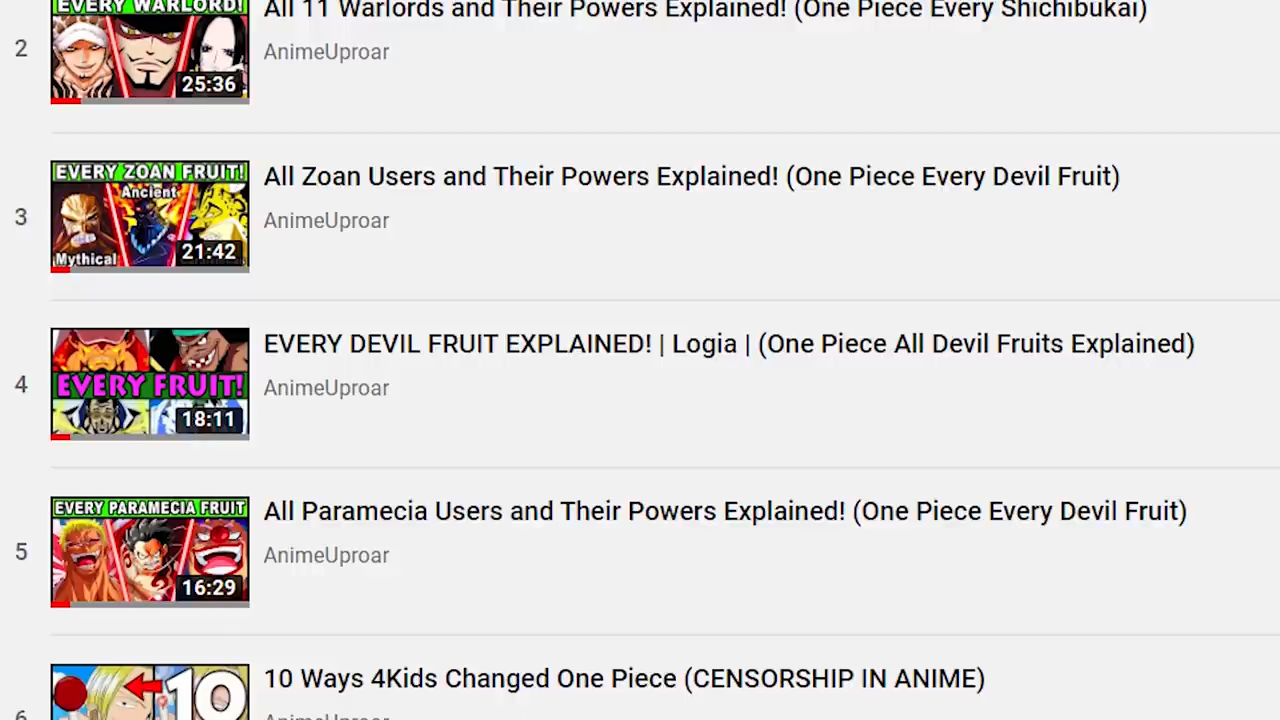 EVERY WARLORD!
All 11 Warlords and Their Powers Explained! (One Piece Every Shichibukai)
2
AnimeUproar
25:36
EVERY ZOAN FRUIT!
All Zoan Users and Their Powers Explained! (One Piece Every Devil Fruit)
Ancient
3
AnimeUproar
21:42
Mythical
EVERY DEVIL FRUIT EXPLAINED! | Logia | (One Piece All Devil Fruits Explained)
4
EVERY FRUIT!
AnimeUproar
18:11
EVERY PARAMECIA FRUIT
All Paramecia Users and Their Powers Explained! (One Piece Every Devil Fruit)
5
AnimeUproar
16:29
10 Ways 4Kids Changed One Piece (CENSORSHIP IN ANIME)
10
6
AnimeUproar